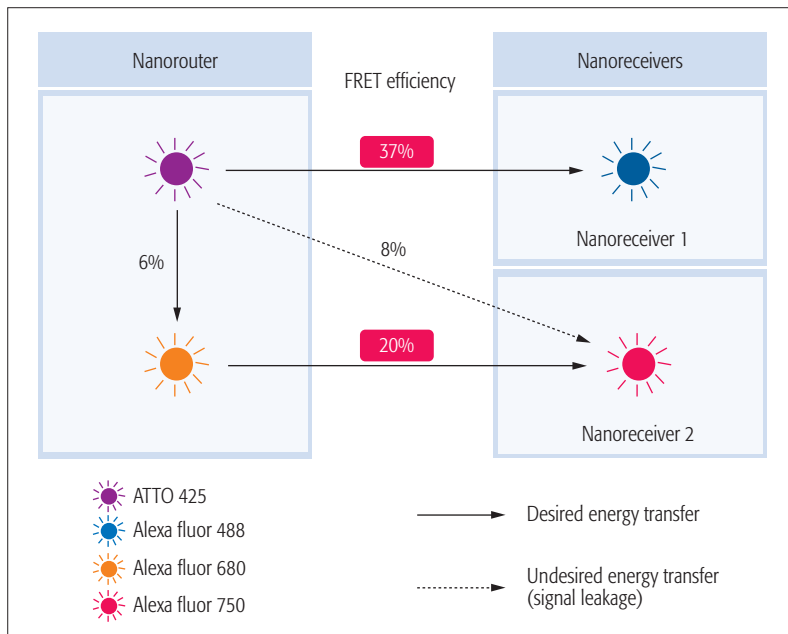 Nanorouter
Nanoreceivers
FRET efficiency
37%
Nanoreceiver 1
6%
8%
20%
Nanoreceiver 2
ATTO 425
Alexa fluor 488
Alexa fluor 680
Alexa fluor 750
Desired energy transfer
Undesired energy transfer
(signal leakage)